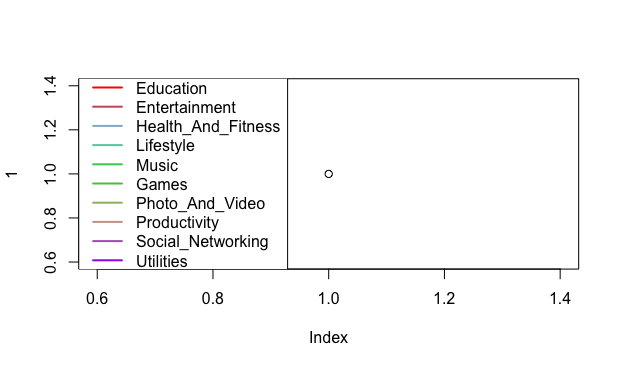 1.4
1.2
1.0
0.8
0.6
1
Education
Entertainment
Health_And_Fitness
Lifestyle
Music
Games
Photo_And_Video
Productivity
Social_Networking
Utilities
0.6 0.8 1.0 1.2 1.4
Index